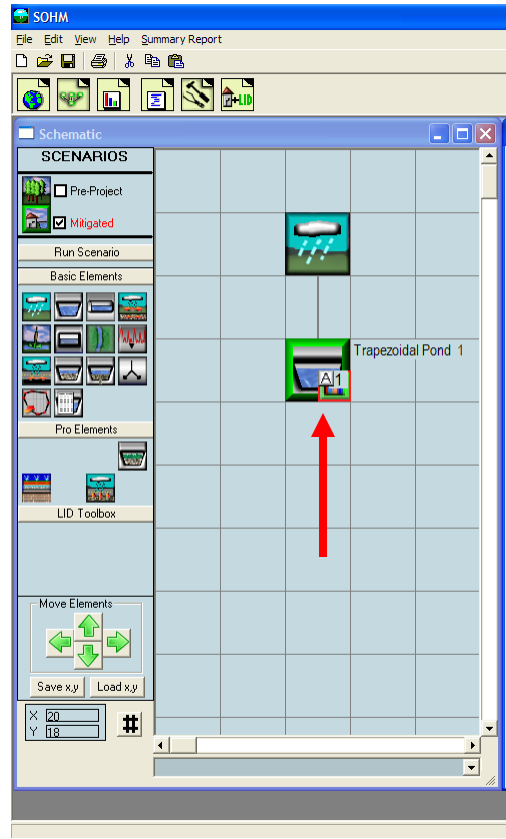 SOHM
File Edit View Help Summary Report
+LID
Schematic
SCENARIOS
Pre-Project
Mitigated
Run Scenario
Basic Elements
Pro Elements
LID Toolbox
Move Elements
Save x,y Load x,y
X 20
Y 18
#
Trapezoidal Pond 1
A 1